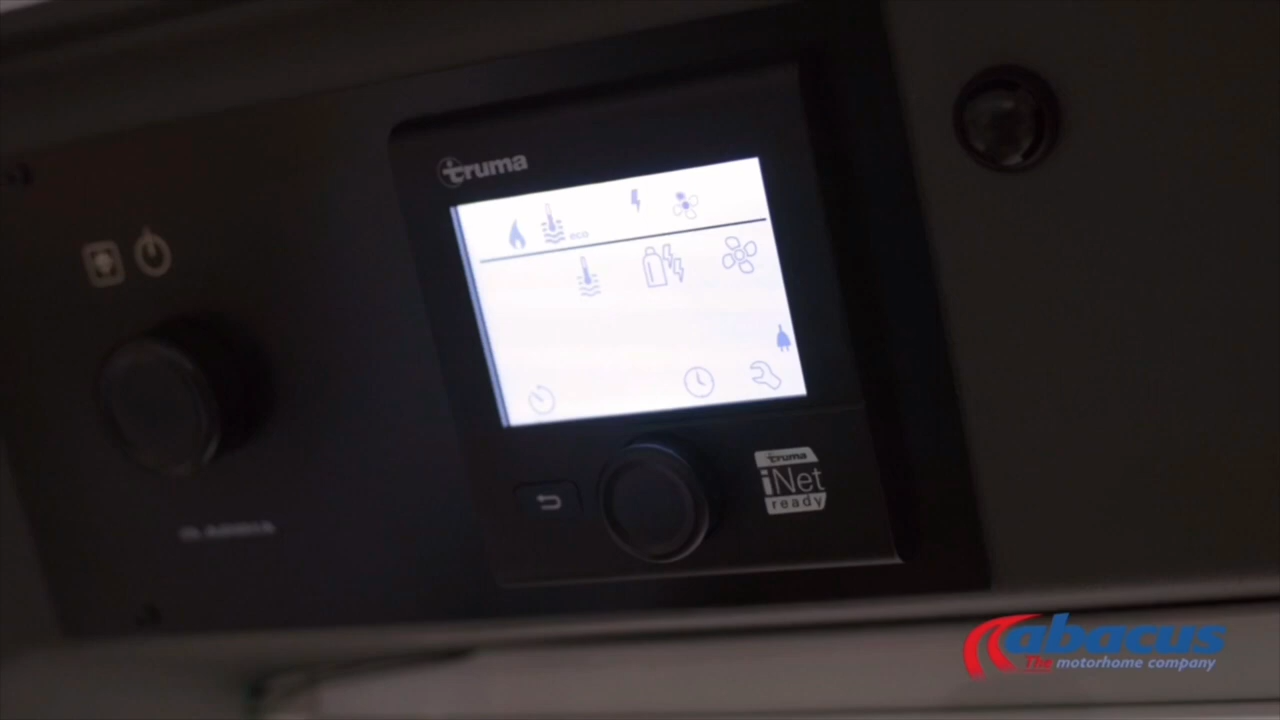 truma
eco
truma
iNet
ready
abacus
The motorhome company